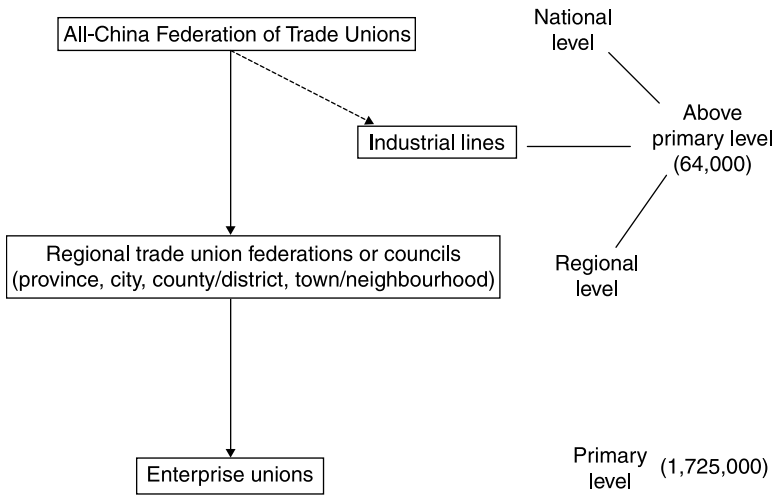 All-China Federation of Trade Unions
National
level
Industrial lines
Above
primary level
(64,000)
Regional trade union federations or councils
(province, city, county/district, town/neighbourhood)
Regional
level
Enterprise unions
Primary
level
(1,725,000)